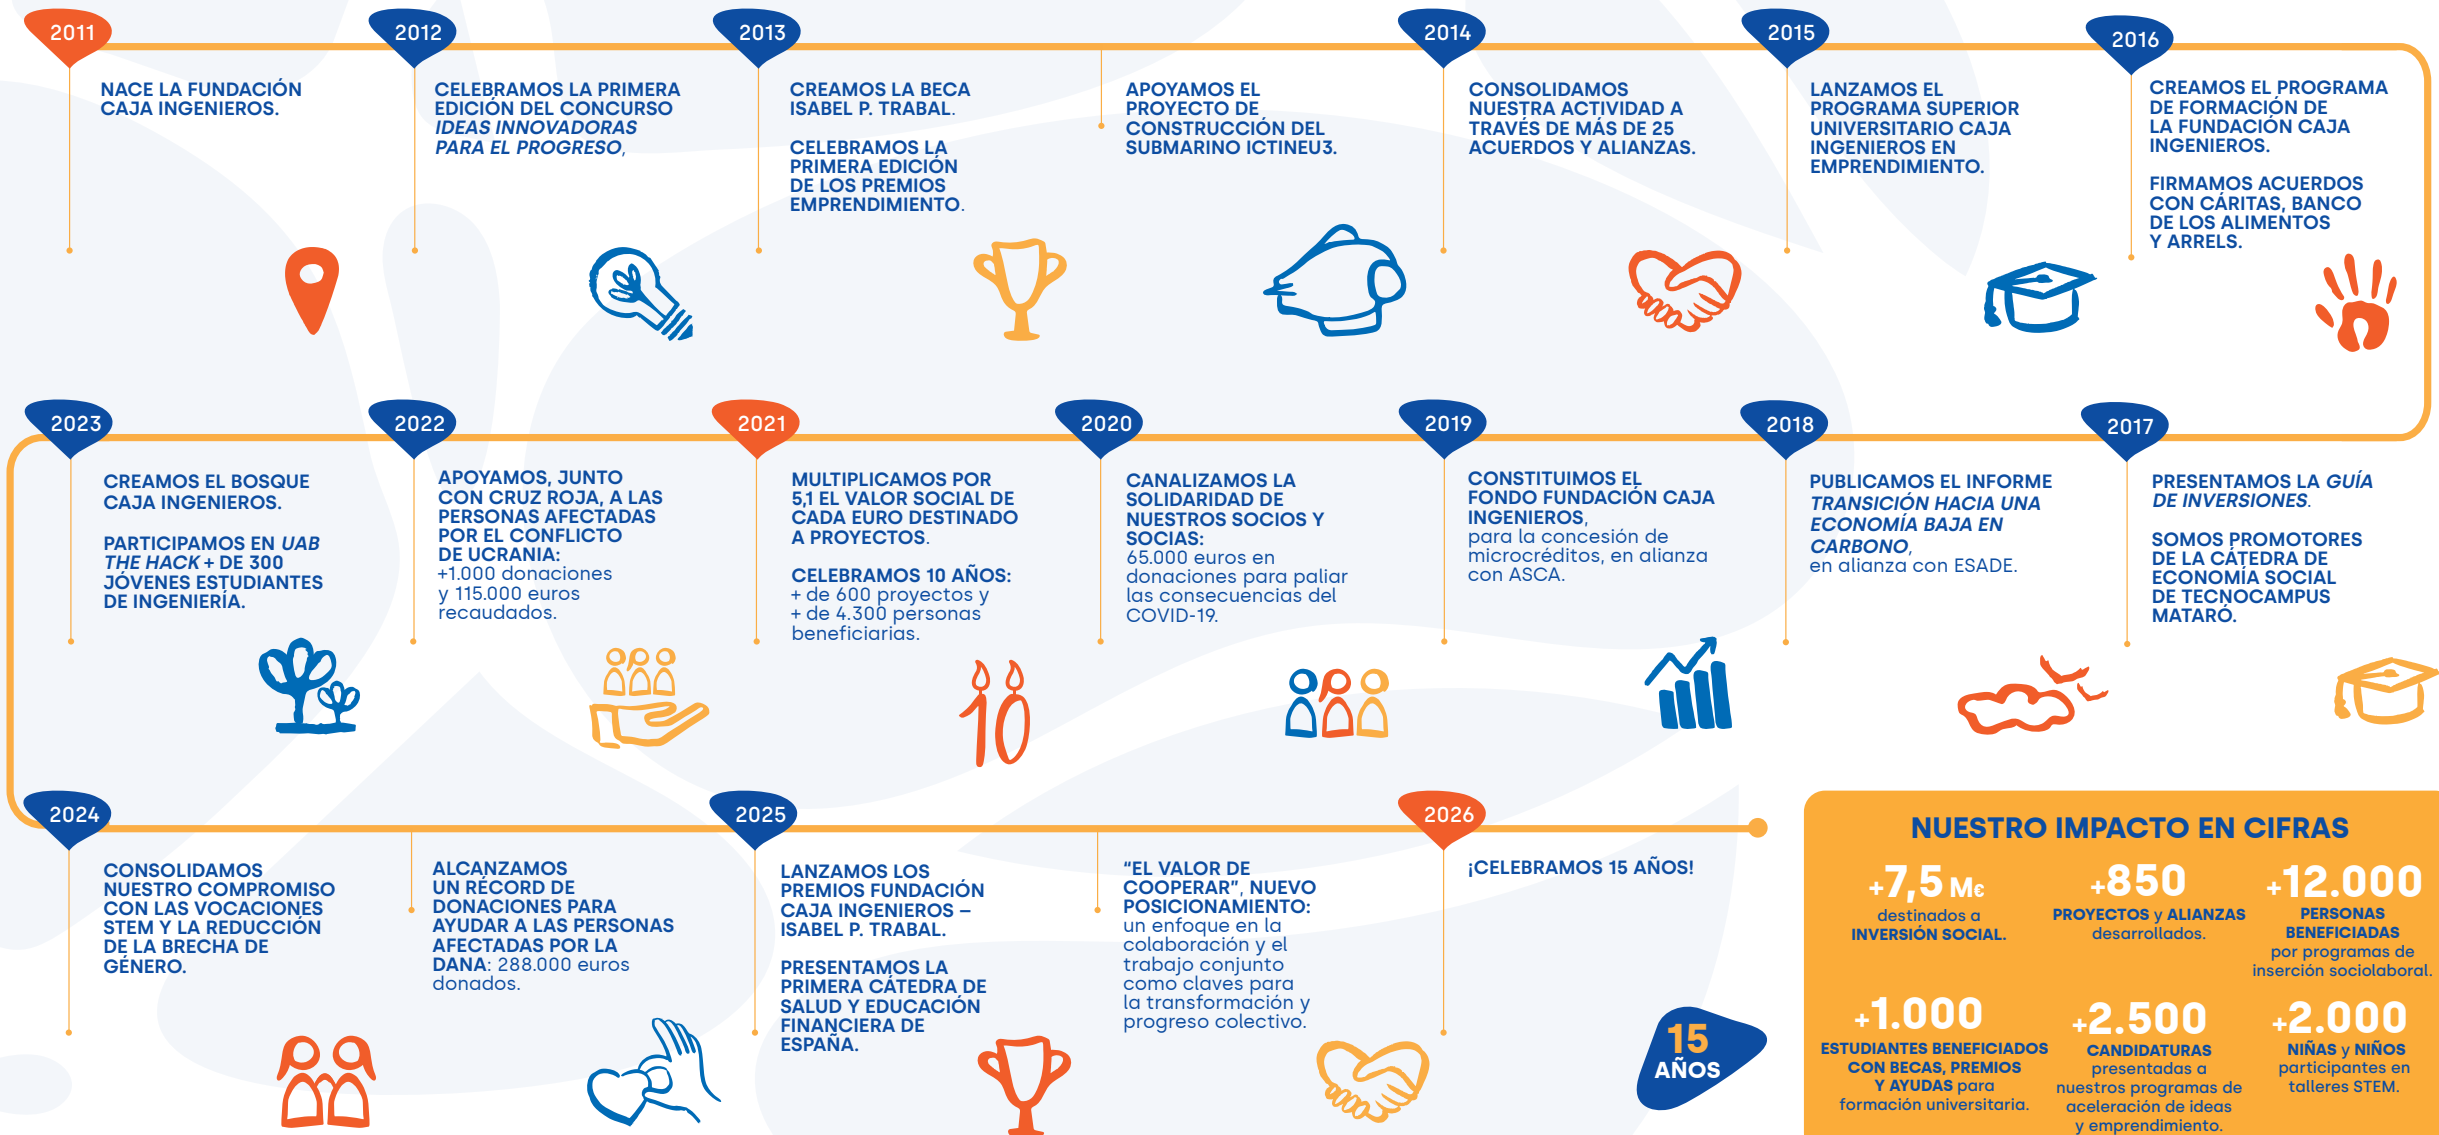 2011
NACE LA FUNDACIÓN
CAJA INGENIEROS.
2012
CELEBRAMOS LA PRIMERA
EDICIÓN DEL CONCURSO
IDEAS INNOVADORAS
PARA EL PROGRESO,
2013
CREAMOS LA BECA
ISABEL P. TRABAL.
CELEBRAMOS LA
PRIMERA EDICIÓN
DE LOS PREMIOS
EMPRENDIMIENTO.
APOYAMOS EL
PROYECTO DE
CONSTRUCCIÓN DEL
SUBMARINO ICTINEU3.
2014
CONSOLIDAMOS
NUESTRA ACTIVIDAD A
TRAVÉS DE MÁS DE 25
ACUERDOS Y ALIANZAS.
2015
LANZAMOS EL
PROGRAMA SUPERIOR
UNIVERSITARIO CAJA
INGENIEROS EN
EMPRENDIMIENTO.
2016
CREAMOS EL PROGRAMA
DE FORMACIÓN DE
LA FUNDACIÓN CAJA
INGENIEROS.
FIRMAMOS ACUERDOS
CON CÁRITAS, BANCO
DE LOS ALIMENTOS
Y ARRELS.
2023
CREAMOS EL BOSQUE
CAJA INGENIEROS.
PARTICIPAMOS EN UAB
THE HACK + DE 300
JÓVENES ESTUDIANTES
DE INGENIERÍA.
2022
APOYAMOS, JUNTO
CON CRUZ ROJA, A LAS
PERSONAS AFECTADAS
POR EL CONFLICTO
DE UCRANIA:
+1.000 donaciones
y 115.000 euros
recaudados.
2021
MULTIPLICAMOS POR
5,1 EL VALOR SOCIAL DE
CADA EURO DESTINADO
A PROYECTOS.
CELEBRAMOS 10 AÑOS:
+ de 600 proyectos y
+ de 4.300 personas
beneficiarias.
10
2020
CANALIZAMOS LA
SOLIDARIDAD DE
NUESTROS SOCIOS Y
SOCIAS:
65.000 euros en
donaciones para paliar
las consecuencias del
COVID-19.
2019
CONSTITUIMOS EL
FONDO FUNDACIÓN CAJA
INGENIEROS,
para la concesión de
microcréditos, en alianza
con ASCA.
2018
PUBLICAMOS EL INFORME
TRANSICIÓN HACIA UNA
ECONOMÍA BAJA EN
CARBONO,
en alianza con ESADE.
2017
PRESENTAMOS LA GUÍA
DE INVERSIONES.
SOMOS PROMOTORES
DE LA CÁTEDRA DE
ECONOMÍA SOCIAL
DE TECNOCAMPUS
MATARÓ.
2024
CONSOLIDAMOS
NUESTRO COMPROMISO
CON LAS VOCACIONES
STEM Y LA REDUCCIÓN
DE LA BRECHA DE
GÉNERO.
ALCANZAMOS
UN RÉCORD DE
DONACIONES PARA
AYUDAR A LAS PERSONAS
AFECTADAS POR LA
DANA: 288.000 euros
donados.
2025
LANZAMOS LOS
PREMIOS FUNDACIÓN
CAJA INGENIEROS –
ISABEL P. TRABAL.
PRESENTAMOS LA
PRIMERA CÁTEDRA DE
SALUD Y EDUCACIÓN
FINANCIERA DE
ESPAÑA.
“EL VALOR DE
COOPERAR”, NUEVO
POSICIONAMIENTO:
un enfoque en la
colaboración y el
trabajo conjunto
como claves para
la transformación y
progreso colectivo.
2026
¡CELEBRAMOS 15 AÑOS!
15
AÑOS
NUESTRO IMPACTO EN CIFRAS
+7,5 M€
destinados a
INVERSIÓN SOCIAL.
+850
PROYECTOS y ALIANZAS
desarrollados.
+12.000
PERSONAS
BENEFICIADAS
por programas de
inserción sociolaboral.
+1.000
ESTUDIANTES BENEFICIADOS
CON BECAS, PREMIOS
Y AYUDAS para
formación universitaria.
+2.500
CANDIDATURAS
presentadas a
nuestros programas de
aceleración de ideas
y emprendimiento.
+2.000
NIÑAS y NIÑOS
participantes en
talleres STEM.